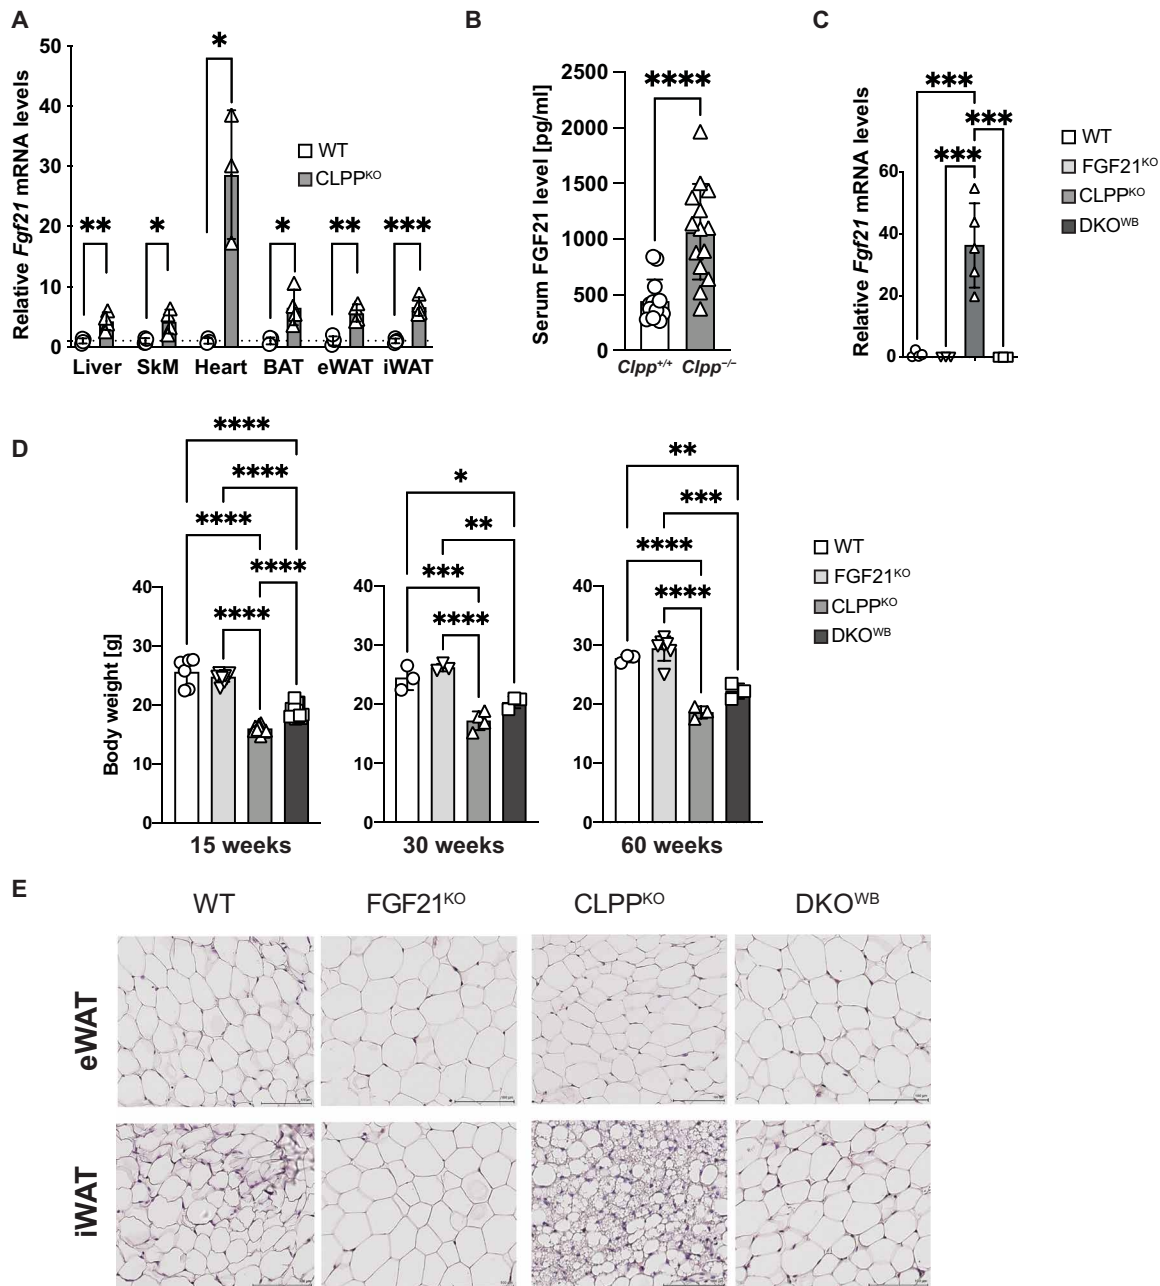 A
B
C
Relative Fgf21 mRNA levels
50
40
30
20
10
0
*
** * * ** ***
WT
CLPPᴷᴼ
Liver SkM Heart BAT eWAT iWAT
Serum FGF21 level [pg/ml]
2500
2000
1500
1000
500
0
****
Clpp⁺/⁺ Clpp⁻/⁻
Relative Fgf21 mRNA levels
60
40
20
0
***
***
***
WT
FGF21ᴷᴼ
CLPPᴷᴼ
DKOᵂᴮ
D
Body weight [g]
40
30
20
10
0
****
****
****
****
****
15 weeks
40
30
20
10
0
*
**
***
****
30 weeks
40
30
20
10
0
**
***
****
****
60 weeks
WT
FGF21ᴷᴼ
CLPPᴷᴼ
DKOᵂᴮ
E
WT FGF21ᴷᴼ CLPPᴷᴼ DKOᵂᴮ
eWAT
iWAT